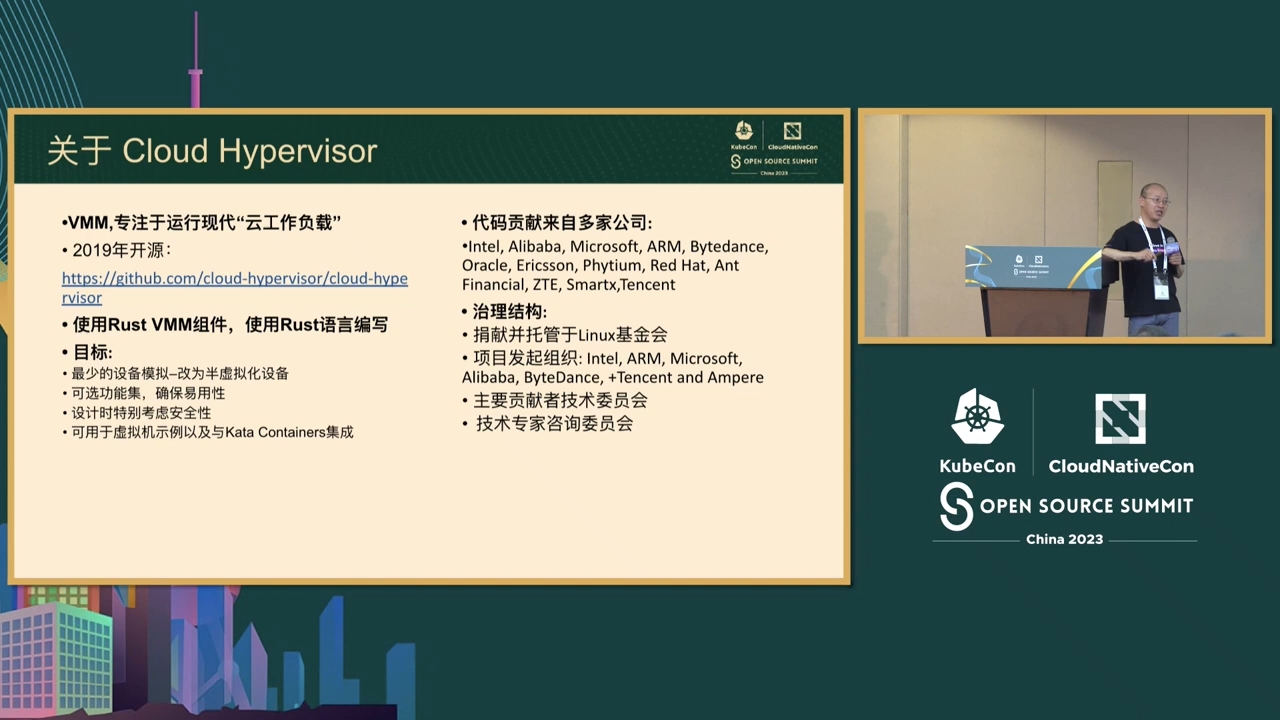 关于 Cloud Hypervisor
KubeCon
CloudNativeCon
OPEN SOURCE SUMMIT
China 2023
•VMM,专注于运行现代“云工作负载”
• 2019年开源：
https://github.com/cloud-hypervisor/cloud-hype
rvisor
• 使用Rust VMM组件，使用Rust语言编写
• 目标:
• 最少的设备模拟–改为半虚拟化设备
• 可选功能集，确保易用性
• 设计时特别考虑安全性
• 可用于虚拟机示例以及与Kata Containers集成
• 代码贡献来自多家公司:
•Intel, Alibaba, Microsoft, ARM, Bytedance,
Oracle, Ericsson, Phytium, Red Hat, Ant
Financial, ZTE, Smartx,Tencent
• 治理结构:
• 捐献并托管于Linux基金会
• 项目发起组织: Intel, ARM, Microsoft,
Alibaba, ByteDance, +Tencent and Ampere
• 主要贡献者技术委员会
• 技术专家咨询委员会
KubeCon
CloudNativeCon
OPEN SOURCE SUMMIT
China 2023